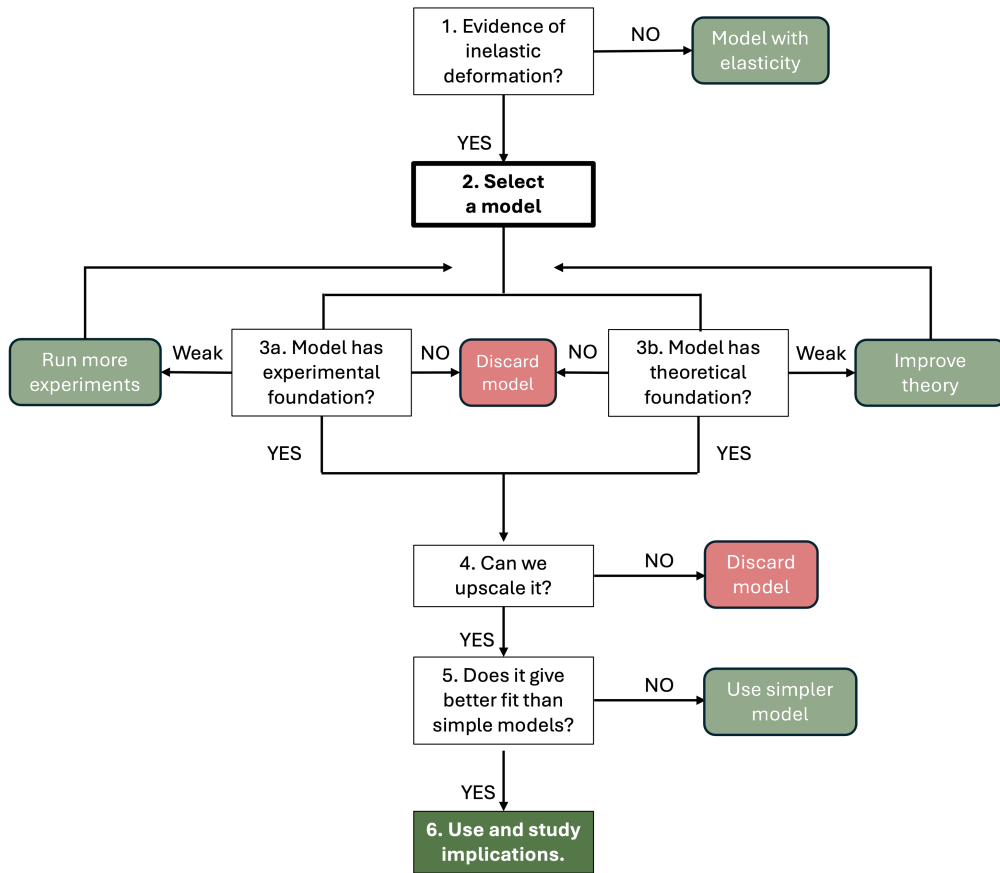 1. Evidence of
inelastic
deformation?
NO
Model with
elasticity
YES
2. Select
a model
Run more
experiments
Weak
3a. Model has
experimental
foundation?
NO
Discard
model
NO
3b. Model has
theoretical
foundation?
Weak
Improve
theory
YES
YES
4. Can we
upscale it?
NO
Discard
model
YES
5. Does it give
better fit than
simple models?
NO
Use simpler
model
YES
6. Use and study
implications.